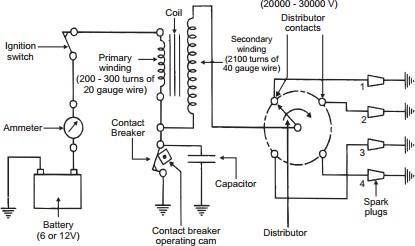 (20000 - 30000 V)
Coil
Distributor
contacts
Ignition
switch
Primary
winding
(200 - 300 turns of
20 gauge wire)
Secondary
winding
(2100 turns of
40 gauge wire)
1
2
3
4
Ammeter
Contact
Breaker
Capacitor
Spark
plugs
Battery
(6 or 12V)
Contact breaker
operating cam
Distributor